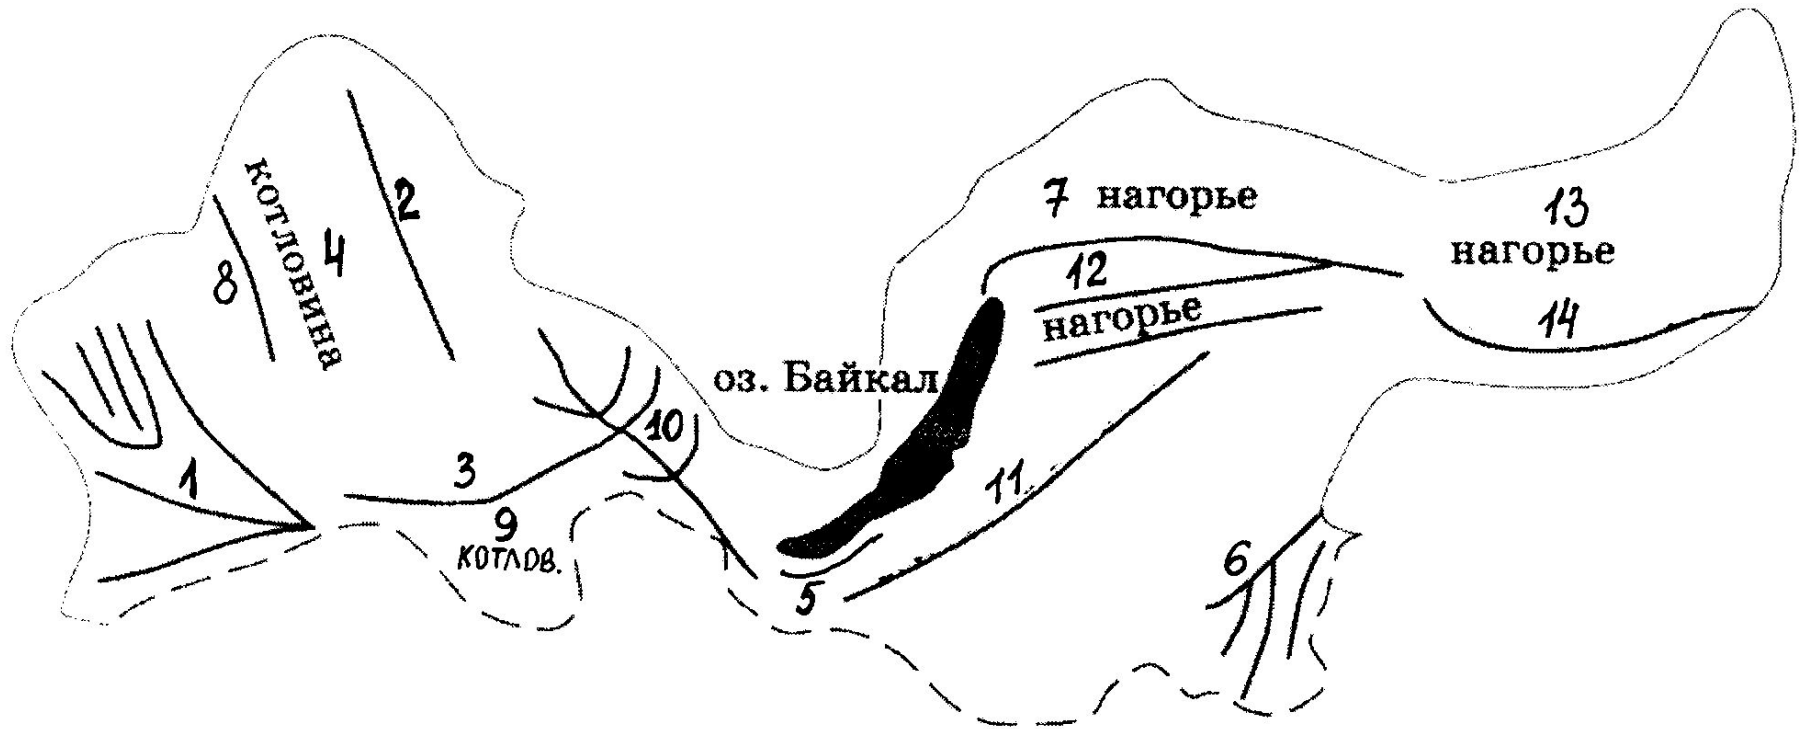 котловина
4
2
8
1
3
9
котлов.
10
оз. Байкал
5
11
7 нагорье
12
нагорье
13
нагорье
14
6